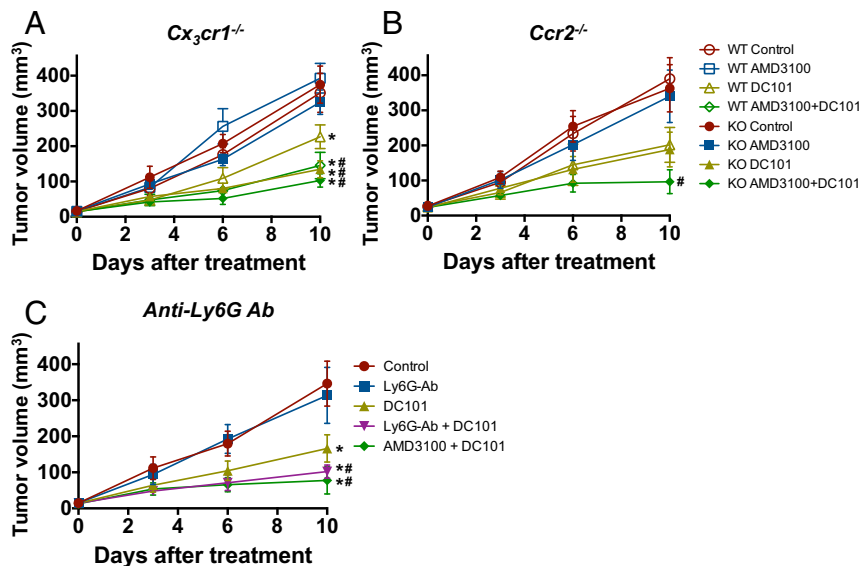 A
Cx3cr1-/-
Tumor volume (mm3)
400
300
200
100
0
0 2 4 6 8 10
Days after treatment
*
*#
*#
*#
B
Ccr2-/-
Tumor volume (mm3)
400
300
200
100
0
0 2 4 6 8 10
Days after treatment
#
WT Control
WT AMD3100
WT DC101
WT AMD3100+DC101
KO Control
KO AMD3100
KO DC101
KO AMD3100+DC101
C
Anti-Ly6G Ab
Tumor volume (mm3)
400
300
200
100
0
0 2 4 6 8 10
Days after treatment
*
*#
*#
Control
Ly6G-Ab
DC101
Ly6G-Ab + DC101
AMD3100 + DC101